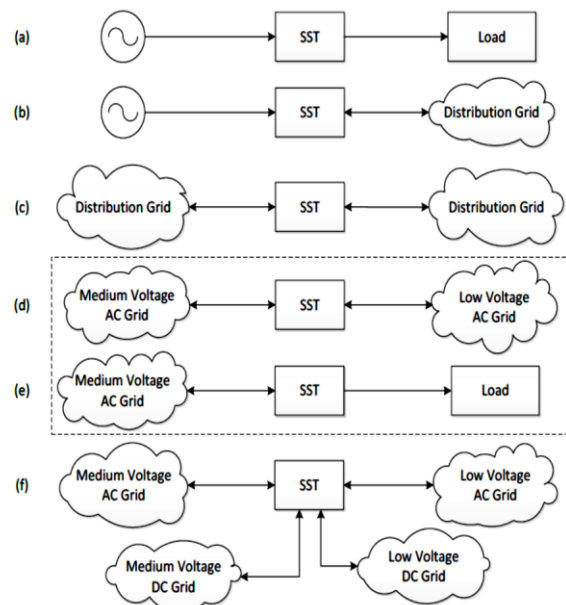 (a) SST Load
(b) SST Distribution Grid
(c) Distribution Grid SST Distribution Grid
(d) Medium Voltage AC Grid SST Low Voltage AC Grid
(e) Medium Voltage AC Grid SST Load
(f) Medium Voltage AC Grid SST Low Voltage AC Grid
Medium Voltage DC Grid Low Voltage DC Grid